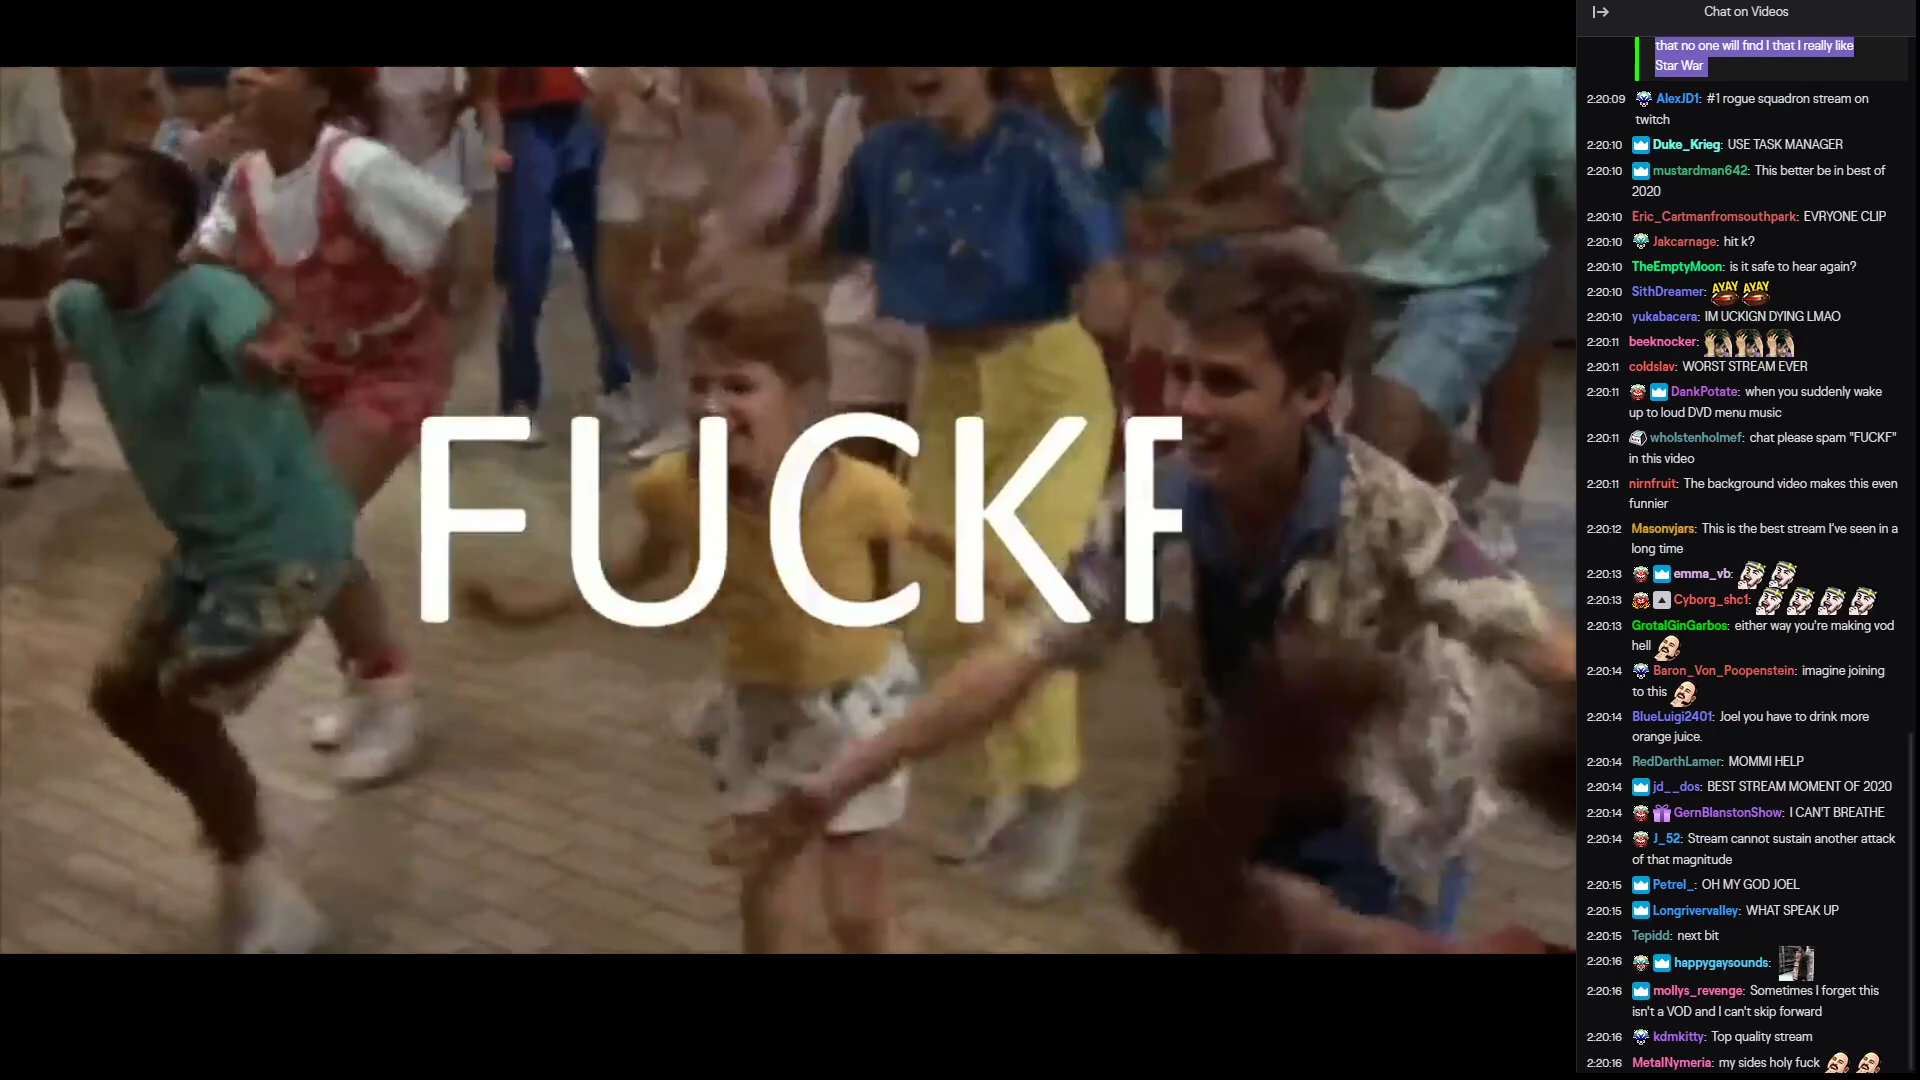 FUCKF
Chat on Videos
that no one will find I that I really like
Star War
2:20:09 AlexJD1: #1 rogue squadron stream on
twitch
2:20:10 Duke_Krieg: USE TASK MANAGER
2:20:10 mustardman642: This better be in best of
2020
2:20:10 Eric_Cartmanfromsouthpark: EVRYONE CLIP
2:20:10 Jakcarnage: hit k?
2:20:10 TheEmptyMoon: is it safe to hear again?
2:20:10 SithDreamer: AYAY AYAY
2:20:10 yukabacera: IM UCKIGN DYING LMAO
2:20:11 beeknocker:
2:20:11 coldslav: WORST STREAM EVER
2:20:11 DankPotate: when you suddenly wake
up to loud DVD menu music
2:20:11 wholstenholmef: chat please spam "FUCKF"
in this video
2:20:11 nirnfruit: The background video makes this even
funnier
2:20:12 Masonvjars: This is the best stream I've seen in a
long time
2:20:13 emma_vb:
2:20:13 Cyborg_shc1:
2:20:13 GrotalGinGarbos: either way you're making vod
hell
2:20:14 Baron_Von_Poopenstein: imagine joining
to this
2:20:14 BlueLuigi2401: Joel you have to drink more
orange juice.
2:20:14 RedDarthLamer: MOMMI HELP
2:20:14 jd__dos: BEST STREAM MOMENT OF 2020
2:20:14 GernBlanstonShow: I CAN'T BREATHE
2:20:14 J_52: Stream cannot sustain another attack
of that magnitude
2:20:15 Petrel_: OH MY GOD JOEL
2:20:15 Longrivervalley: WHAT SPEAK UP
2:20:15 Tepidd: next bit
2:20:16 happygaysounds:
2:20:16 mollys_revenge: Sometimes I forget this
isn't a VOD and I can't skip forward
2:20:16 kdmkitty: Top quality stream
2:20:16 MetalNymeria: my sides holy fuck